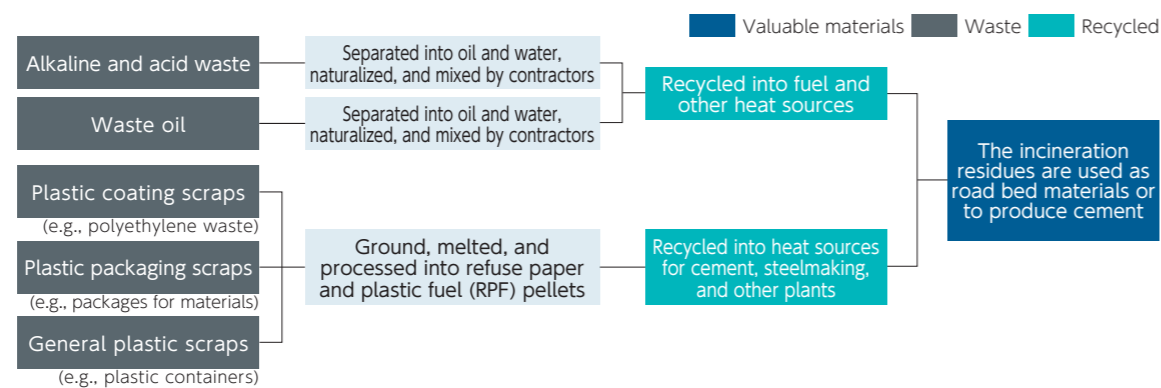 Valuable materials Waste Recycled
Alkaline and acid waste
Separated into oil and water,
naturalized, and mixed by contractors
Waste oil
Separated into oil and water,
naturalized, and mixed by contractors
Recycled into fuel and
other heat sources
Plastic coating scraps
(e.g., polyethylene waste)
Plastic packaging scraps
(e.g., packages for materials)
General plastic scraps
(e.g., plastic containers)
Ground, melted, and
processed into refuse paper
and plastic fuel (RPF) pellets
Recycled into heat sources
for cement, steelmaking,
and other plants
The incineration
residues are used as
road bed materials or
to produce cement